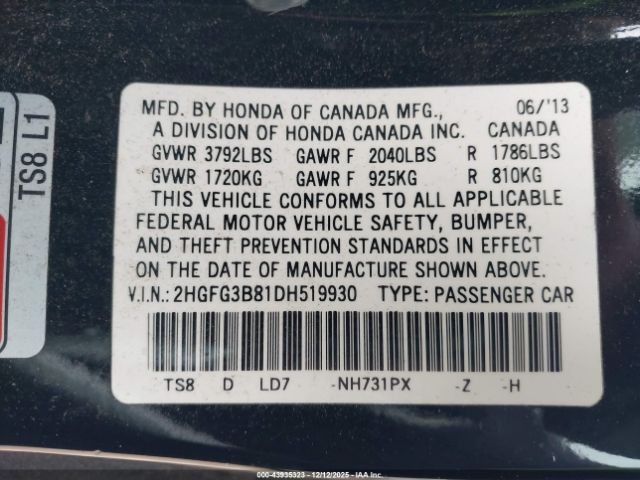 MFD. BY HONDA OF CANADA MFG., 06/'13
A DIVISION OF HONDA CANADA INC. CANADA
GVWR 3792LBS GAWR F 2040LBS R 1786LBS
GVWR 1720KG GAWR F 925KG R 810KG
THIS VEHICLE CONFORMS TO ALL APPLICABLE
FEDERAL MOTOR VEHICLE SAFETY, BUMPER,
AND THEFT PREVENTION STANDARDS IN EFFECT
ON THE DATE OF MANUFACTURE SHOWN ABOVE.
V.I.N.: 2HGFG3B81DH519930 TYPE: PASSENGER CAR
TS8 D LD7 -NH731PX -Z -H
TS8 L1
000-43935323 - 12/12/2025 - IAA Inc.